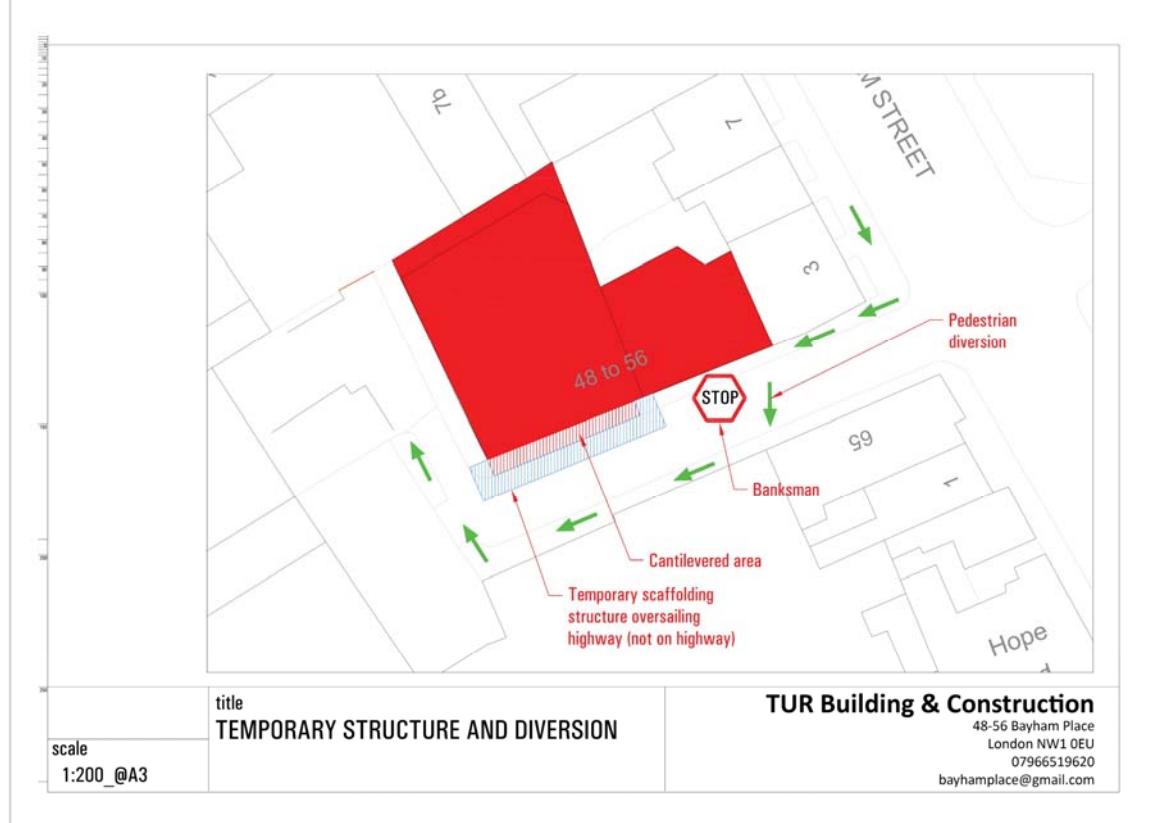 7b
7
M STREET
3
48 to 56
STOP
Pedestrian
diversion
65
1
Banksman
Cantilevered area
Temporary scaffolding
structure oversailing
highway (not on highway)
Hope
title
TEMPORARY STRUCTURE AND DIVERSION
scale
1:200_@A3
TUR Building & Construction
48-56 Bayham Place
London NW1 0EU
07966519620
bayhamplace@gmail.com